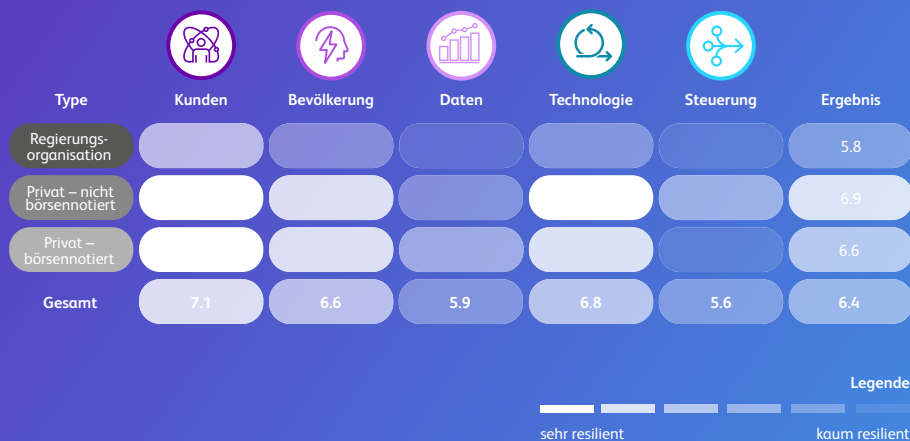 Type Kunden Bevölkerung Daten Technologie Steuerung Ergebnis
Regierungs-
organisation
5.8
Privat – nicht
börsennotiert
6.9
Privat –
börsennotiert
6.6
Gesamt 7.1 6.6 5.9 6.8 5.6 6.4
Legende
sehr resilient kaum resilient